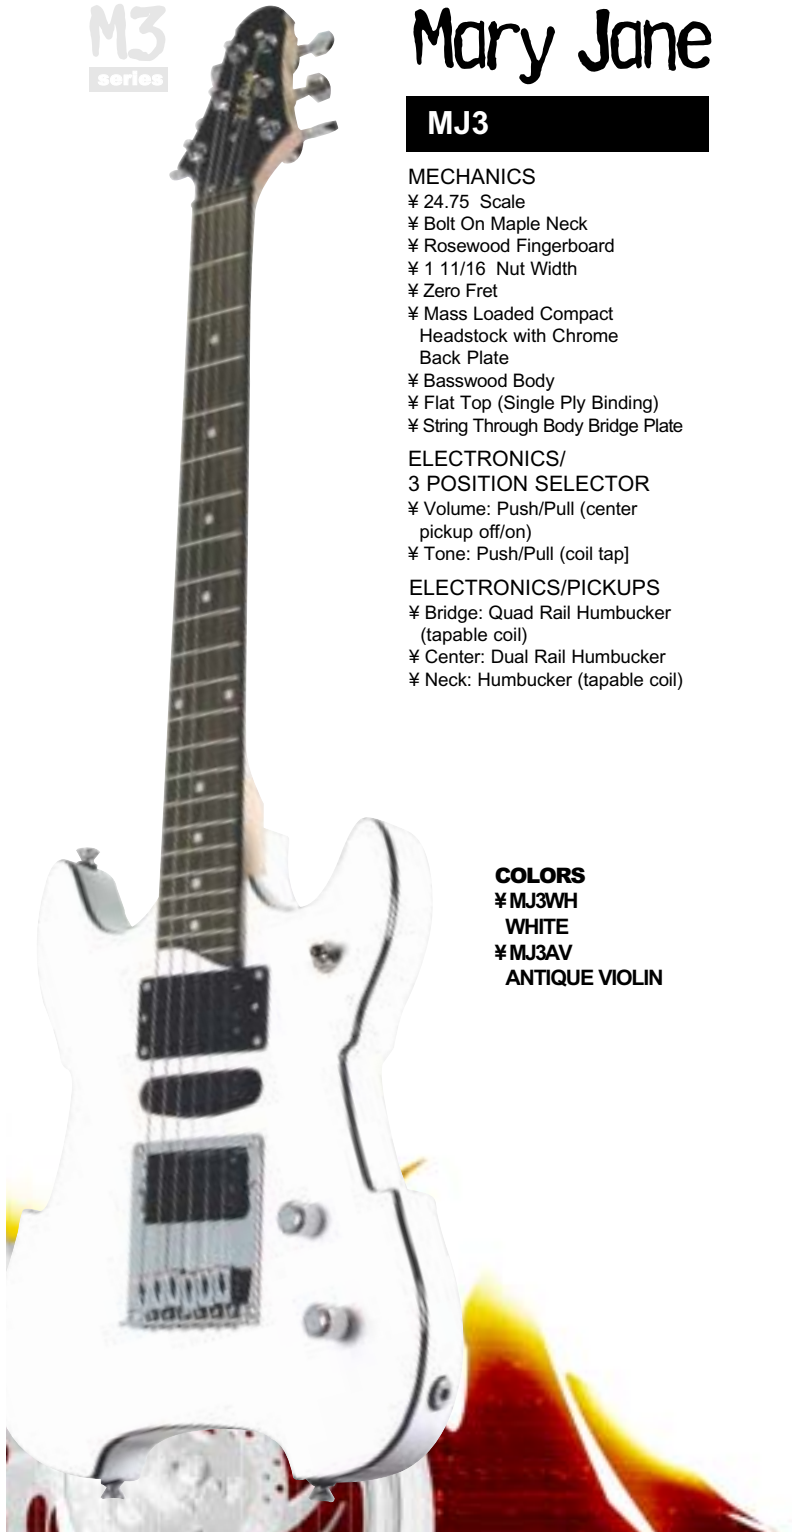 M3
series
Mary Jane
MJ3
MECHANICS
¥ 24.75 Scale
¥ Bolt On Maple Neck
¥ Rosewood Fingerboard
¥ 1 11/16 Nut Width
¥ Zero Fret
¥ Mass Loaded Compact
Headstock with Chrome
Back Plate
¥ Basswood Body
¥ Flat Top (Single Ply Binding)
¥ String Through Body Bridge Plate
ELECTRONICS/
3 POSITION SELECTOR
¥ Volume: Push/Pull (center
pickup off/on)
¥ Tone: Push/Pull (coil tap]
ELECTRONICS/PICKUPS
¥ Bridge: Quad Rail Humbucker
(tapable coil)
¥ Center: Dual Rail Humbucker
¥ Neck: Humbucker (tapable coil)
COLORS
¥ MJ3WH
WHITE
¥ MJ3AV
ANTIQUE VIOLIN